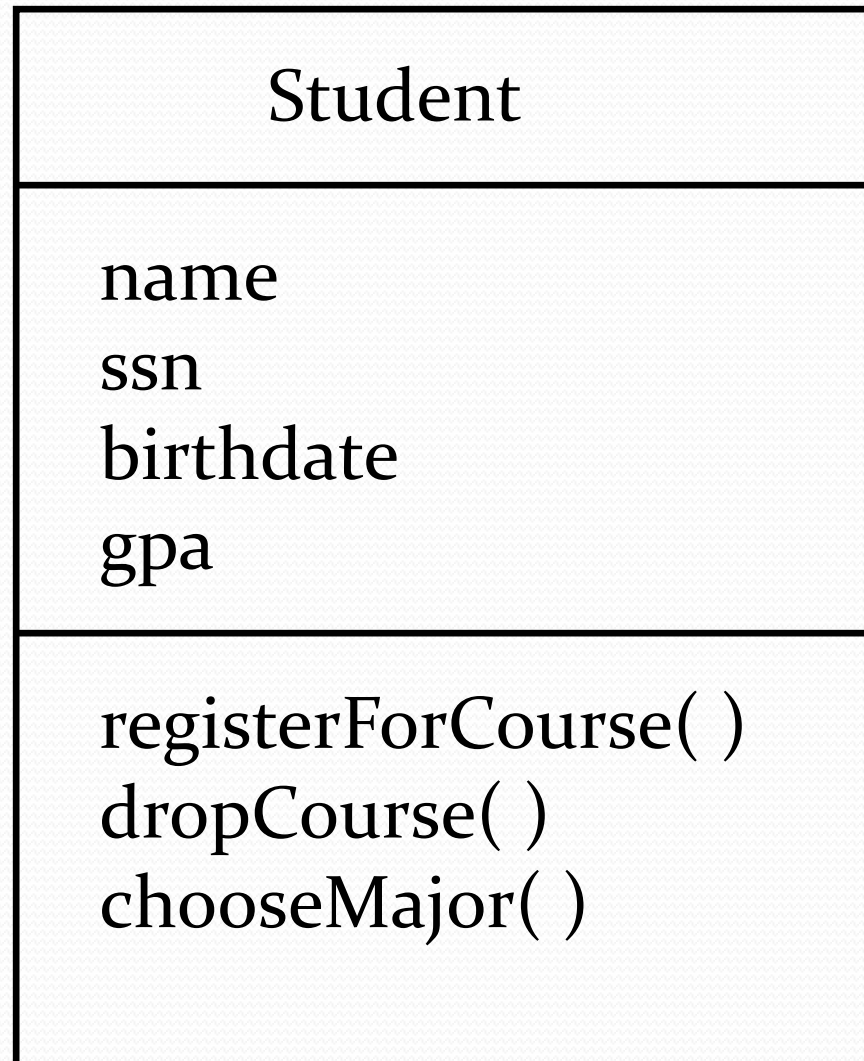 Student
name
ssn
birthdate
gpa
registerForCourse( )
dropCourse( )
chooseMajor( )